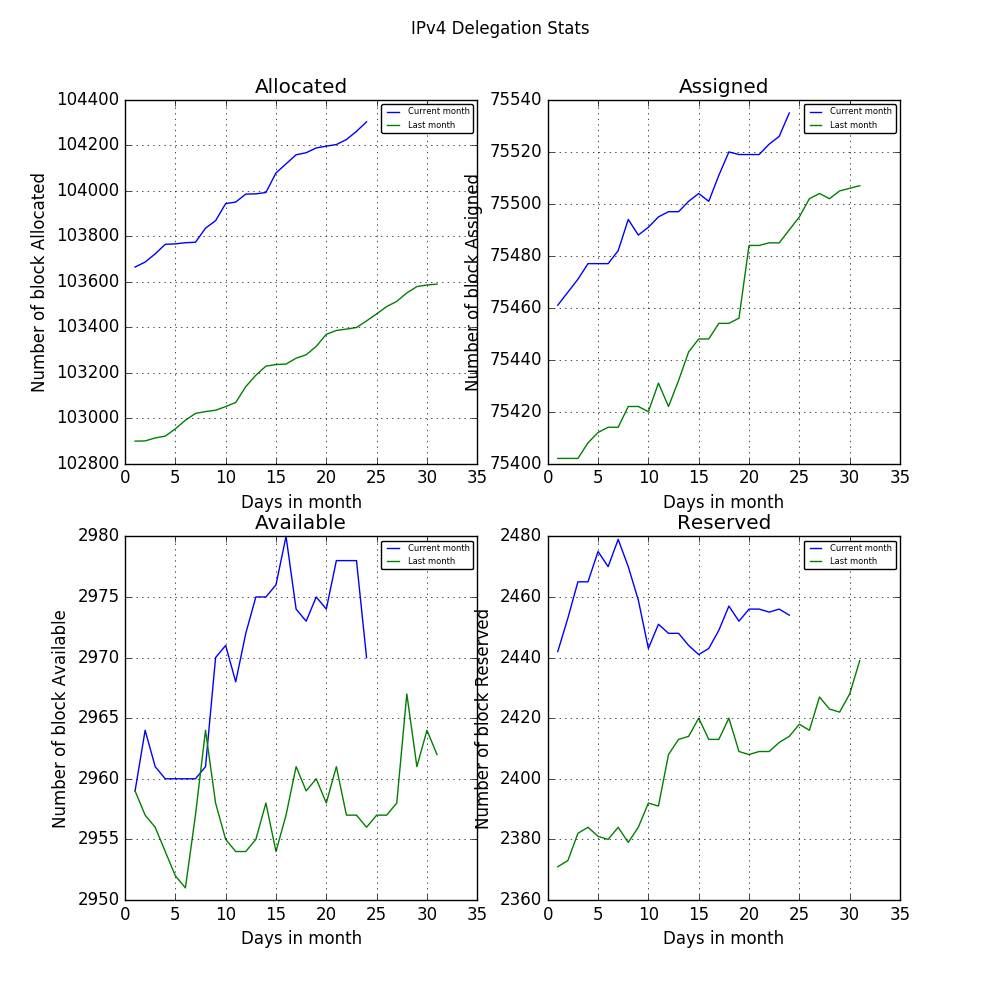 IPv4 Delegation Stats
Allocated
Number of block Allocated
104400
104200
104000
103800
103600
103400
103200
103000
102800
Current month
Last month
0 5 10 15 20 25 30 35
Days in month
Assigned
Number of block Assigned
75540
75520
75500
75480
75460
75440
75420
75400
Current month
Last month
0 5 10 15 20 25 30 35
Days in month
Available
Number of block Available
2980
2975
2970
2965
2960
2955
2950
Current month
Last month
0 5 10 15 20 25 30 35
Days in month
Reserved
Number of block Reserved
2480
2460
2440
2420
2400
2380
2360
Current month
Last month
0 5 10 15 20 25 30 35
Days in month